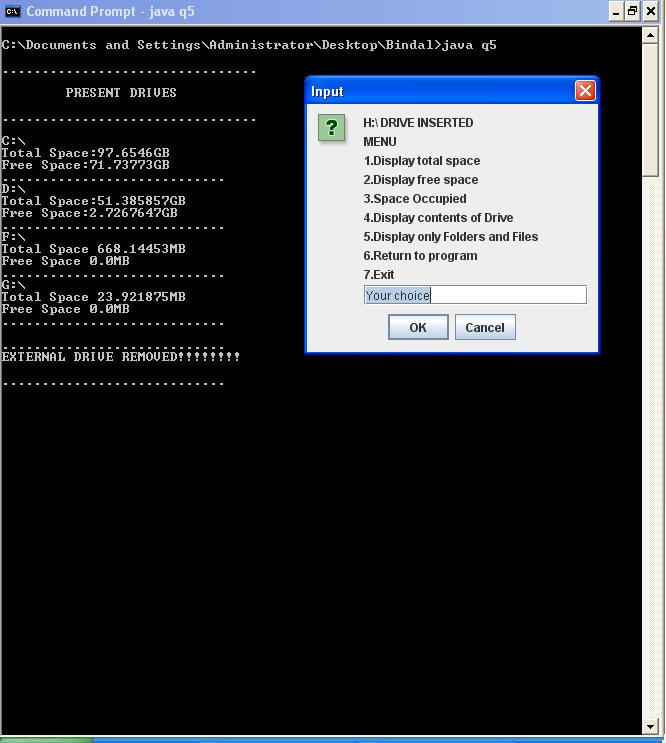 Command Prompt - java q5
C:\Documents and Settings\Administrator\Desktop\Bindal>java q5
--------------------------------
PRESENT DRIVES
--------------------------------
C:\
Total Space:97.6546GB
Free Space:71.73773GB
----------------------------
D:\
Total Space:51.385857GB
Free Space:2.7267647GB
----------------------------
F:\
Total Space 668.14453MB
Free Space 0.0MB
----------------------------
G:\
Total Space 23.921875MB
Free Space 0.0MB
----------------------------
----------------------------
EXTERNAL DRIVE REMOVED!!!!!!!!
----------------------------
Input
H:\ DRIVE INSERTED
MENU
1.Display total space
2.Display free space
3.Space Occupied
4.Display contents of Drive
5.Display only Folders and Files
6.Return to program
7.Exit
Your choice
OK Cancel